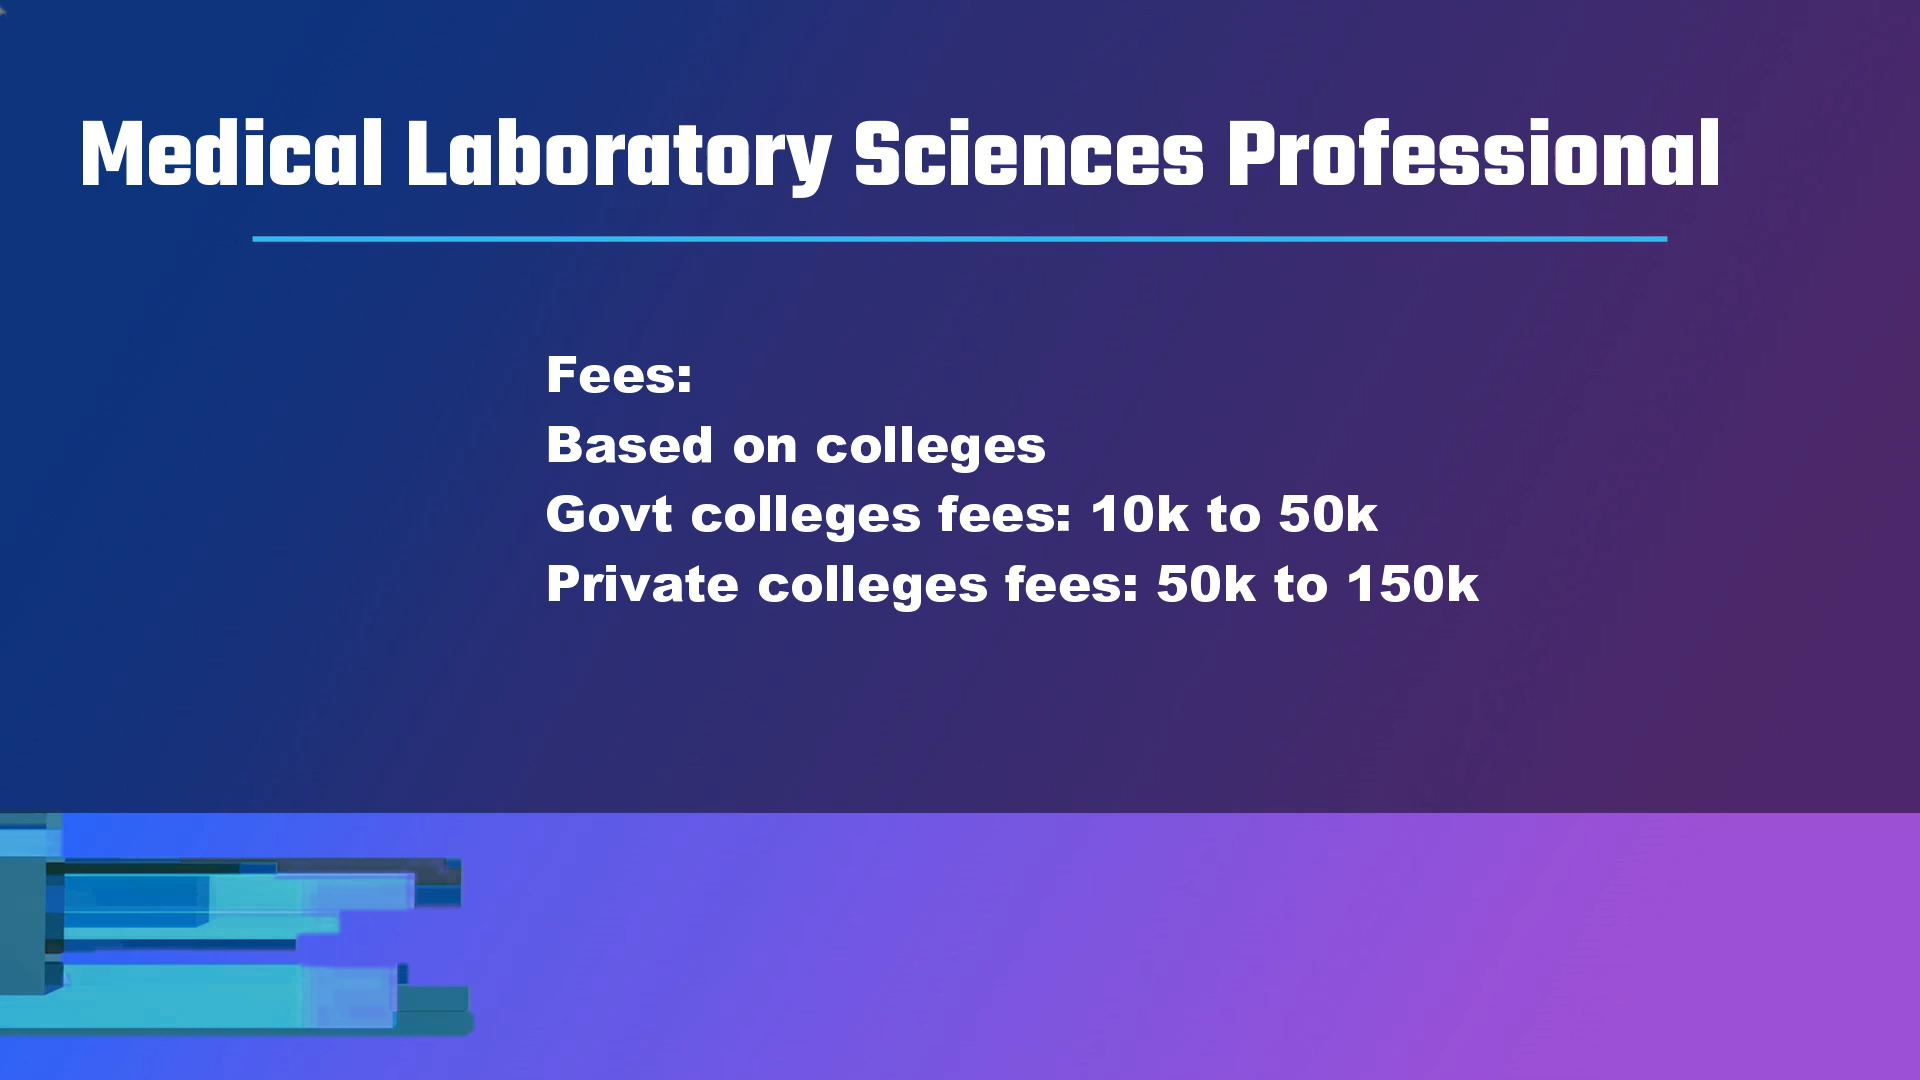 Medical Laboratory Sciences Professional
Fees:
Based on colleges
Govt colleges fees: 10k to 50k
Private colleges fees: 50k to 150k